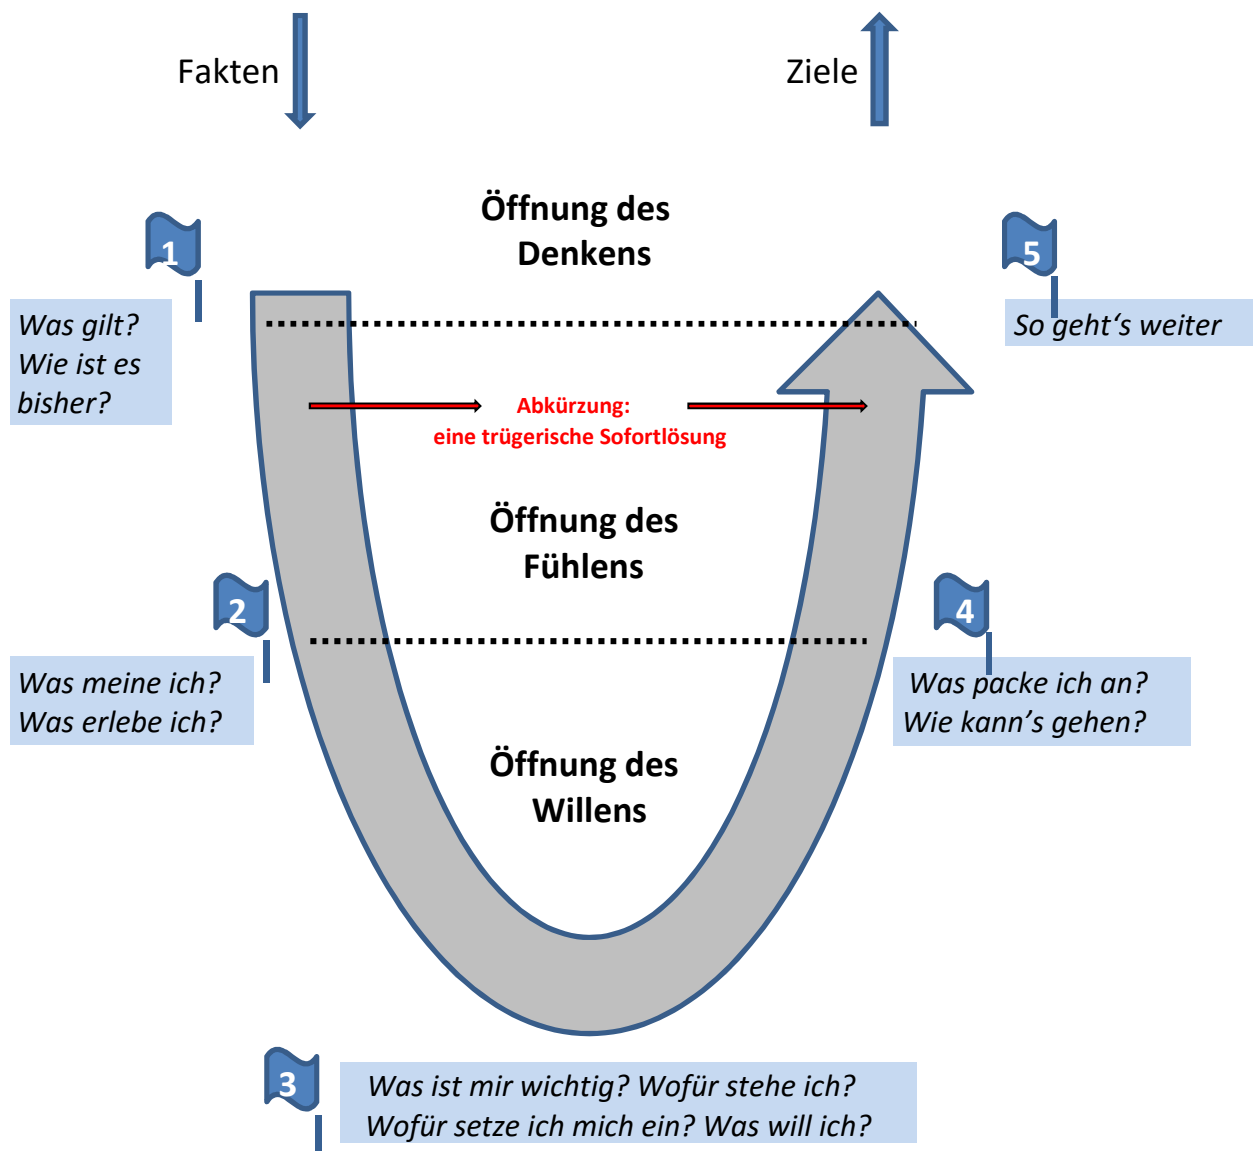 Fakten
Ziele
Öffnung des
Denkens
1
5
Was gilt?
Wie ist es
bisher?
So geht‘s weiter
Abkürzung:
eine trügerische Sofortlösung
Öffnung des
Fühlens
2
4
Was meine ich?
Was erlebe ich?
Was packe ich an?
Wie kann’s gehen?
Öffnung des
Willens
3
Was ist mir wichtig? Wofür stehe ich?
Wofür setze ich mich ein? Was will ich?